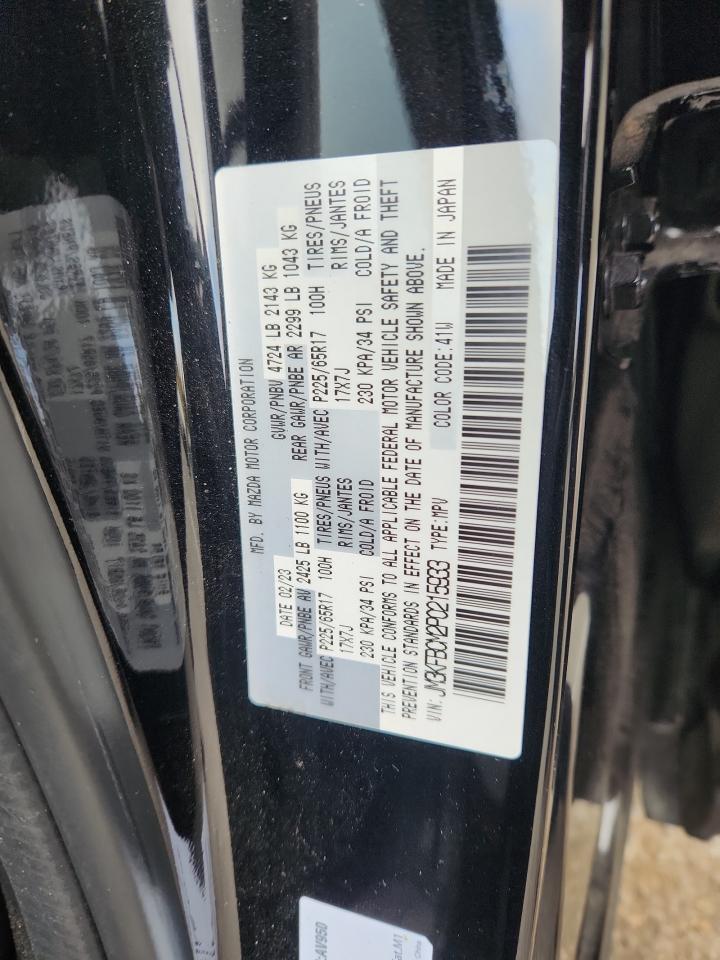 MFD. BY MAZDA MOTOR CORPORATION
DATE 02/23 GVWR/PNBV 4724 LB 2143 KG
FRONT GAWR/PNBE AV 2425 LB 1100 KG REAR GAWR/PNBE AR 2299 LB 1043 KG
WITH/AVEC P225/65R17 100H TIRES/PNEUS WITH/AVEC P225/65R17 100H TIRES/PNEUS
17X7J RIMS/JANTES 17X7J RIMS/JANTES
230 KPA/34 PSI COLD/A FROID 230 KPA/34 PSI COLD/A FROID
THIS VEHICLE CONFORMS TO ALL APPLICABLE FEDERAL MOTOR VEHICLE SAFETY AND THEFT
PREVENTION STANDARDS IN EFFECT ON THE DATE OF MANUFACTURE SHOWN ABOVE.
VIN: JM3KFBCM2P0215933 TYPE:MPV COLOR CODE:41W MADE IN JAPAN
China